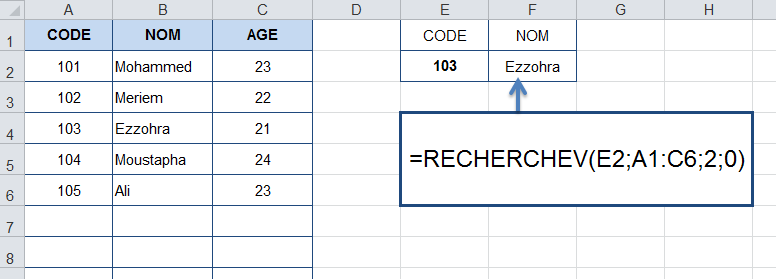 A B C D E F G H
1 CODE NOM AGE CODE NOM
2 101 Mohammed 23 103 Ezzohra
3 102 Meriem 22
4 103 Ezzohra 21
5 104 Moustapha 24
6 105 Ali 23
7
8
=RECHERCHEV(E2;A1:C6;2;0)